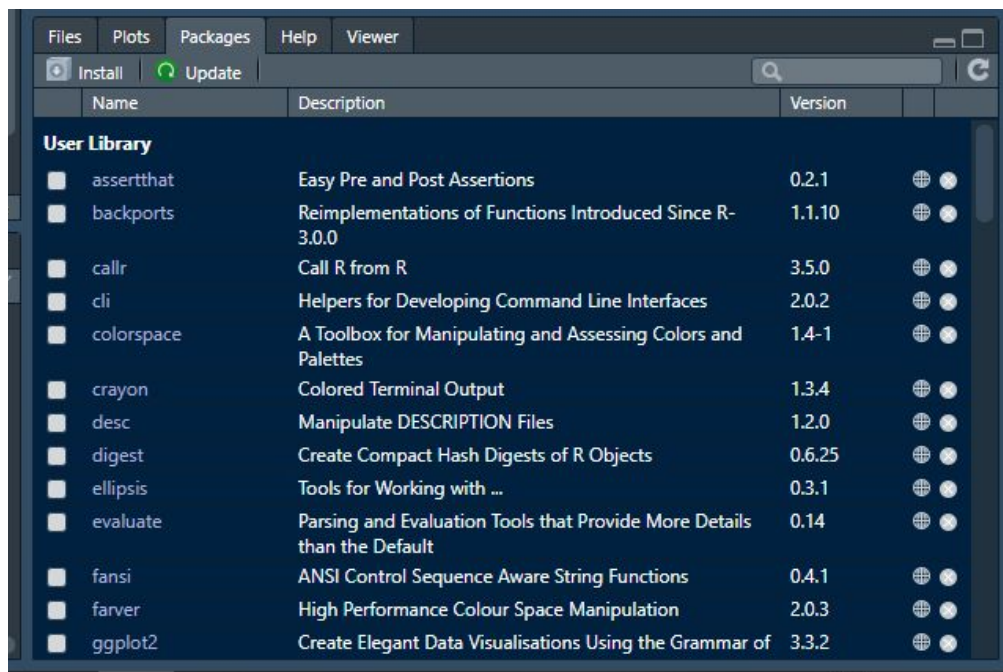 Files Plots Packages Help Viewer
Install Update
Name Description Version
User Library
assertthat Easy Pre and Post Assertions 0.2.1
backports Reimplementations of Functions Introduced Since R- 1.1.10
3.0.0
callr Call R from R 3.5.0
cli Helpers for Developing Command Line Interfaces 2.0.2
colorspace A Toolbox for Manipulating and Assessing Colors and 1.4-1
Palettes
crayon Colored Terminal Output 1.3.4
desc Manipulate DESCRIPTION Files 1.2.0
digest Create Compact Hash Digests of R Objects 0.6.25
ellipsis Tools for Working with ... 0.3.1
evaluate Parsing and Evaluation Tools that Provide More Details 0.14
than the Default
fansi ANSI Control Sequence Aware String Functions 0.4.1
farver High Performance Colour Space Manipulation 2.0.3
ggplot2 Create Elegant Data Visualisations Using the Grammar of 3.3.2